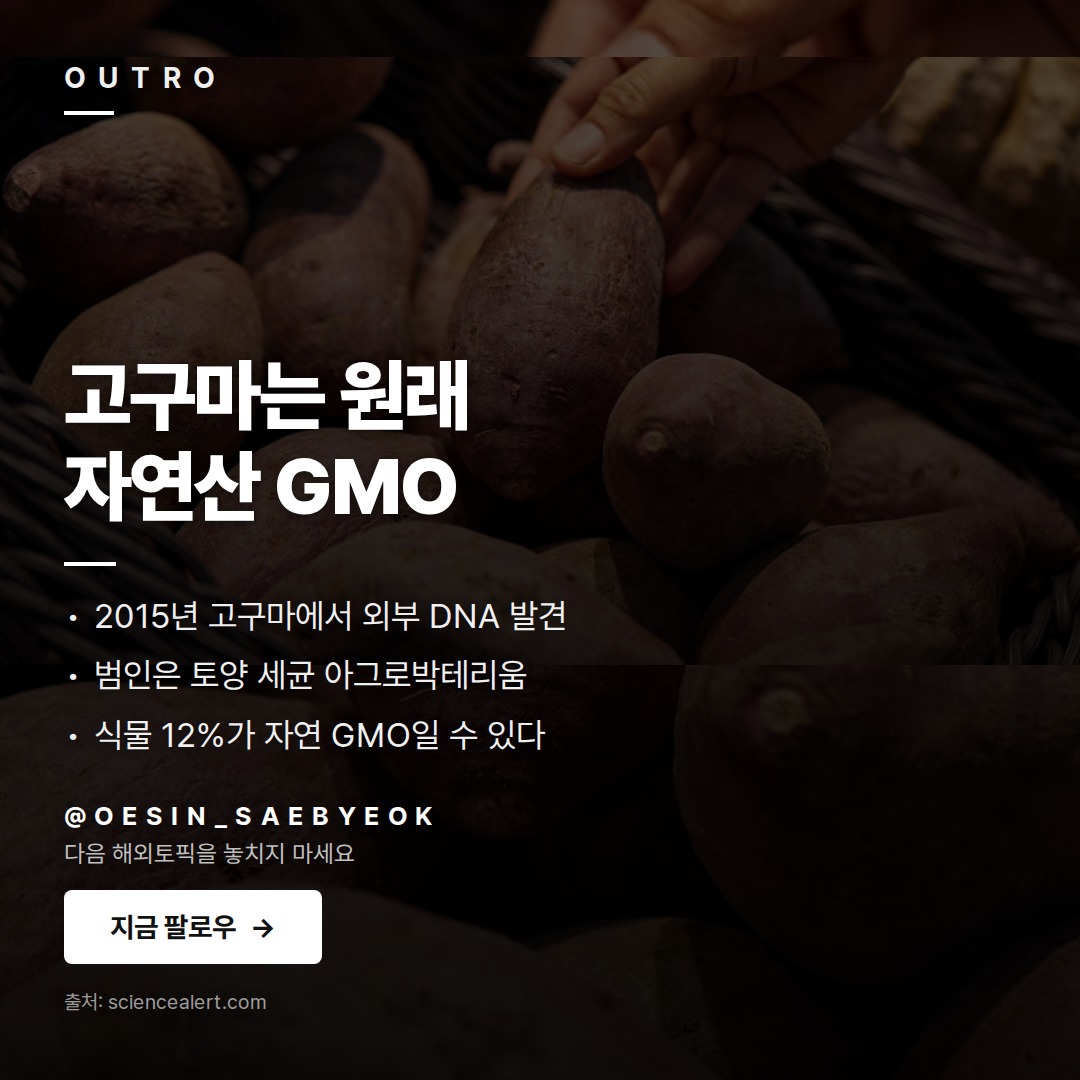 OUTRO
고구마는 원래
자연산 GMO
• 2015년 고구마에서 외부 DNA 발견
• 범인은 토양 세균 아그로박테리움
• 식물 12%가 자연 GMO일 수 있다
@OESIN_SAEBYEOK
다음 해외토픽을 놓치지 마세요
지금 팔로우 →
출처: sciencealert.com